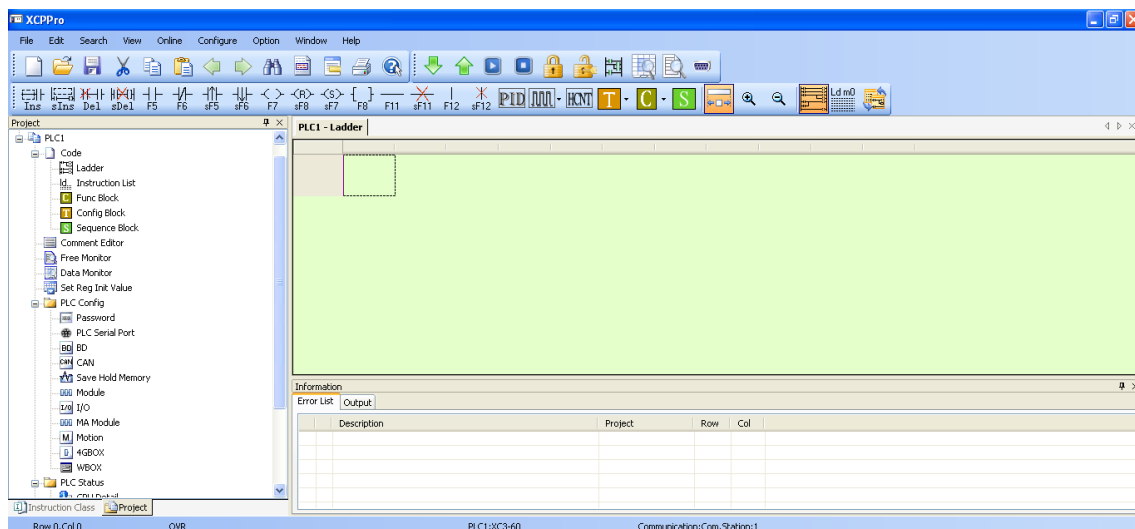 XCPPro
File Edit Search View Online Configure Option Window Help
Ins sIns Del sDel F5 F6 sF5 sF6 F7 sF8 sF7 F8 F11 sF11 F12 sF12 PID HCNT T C S Ld m0
Project
PLC1 - Ladder
PLC1
Code
Ladder
Instruction List
Func Block
Config Block
Sequence Block
Comment Editor
Free Monitor
Data Monitor
Set Reg Init Value
PLC Config
Password
PLC Serial Port
BD BD
CAN CAN
Save Hold Memory
Module
I/O I/O
MA Module
M Motion
4GBOX
WBOX
PLC Status
CPU Detail
Instruction Class Project
Information
Error List Output
Description Project Row Col
Row 0,Col 0 OVR PLC1:XC3-60 Communication:Com,Station:1